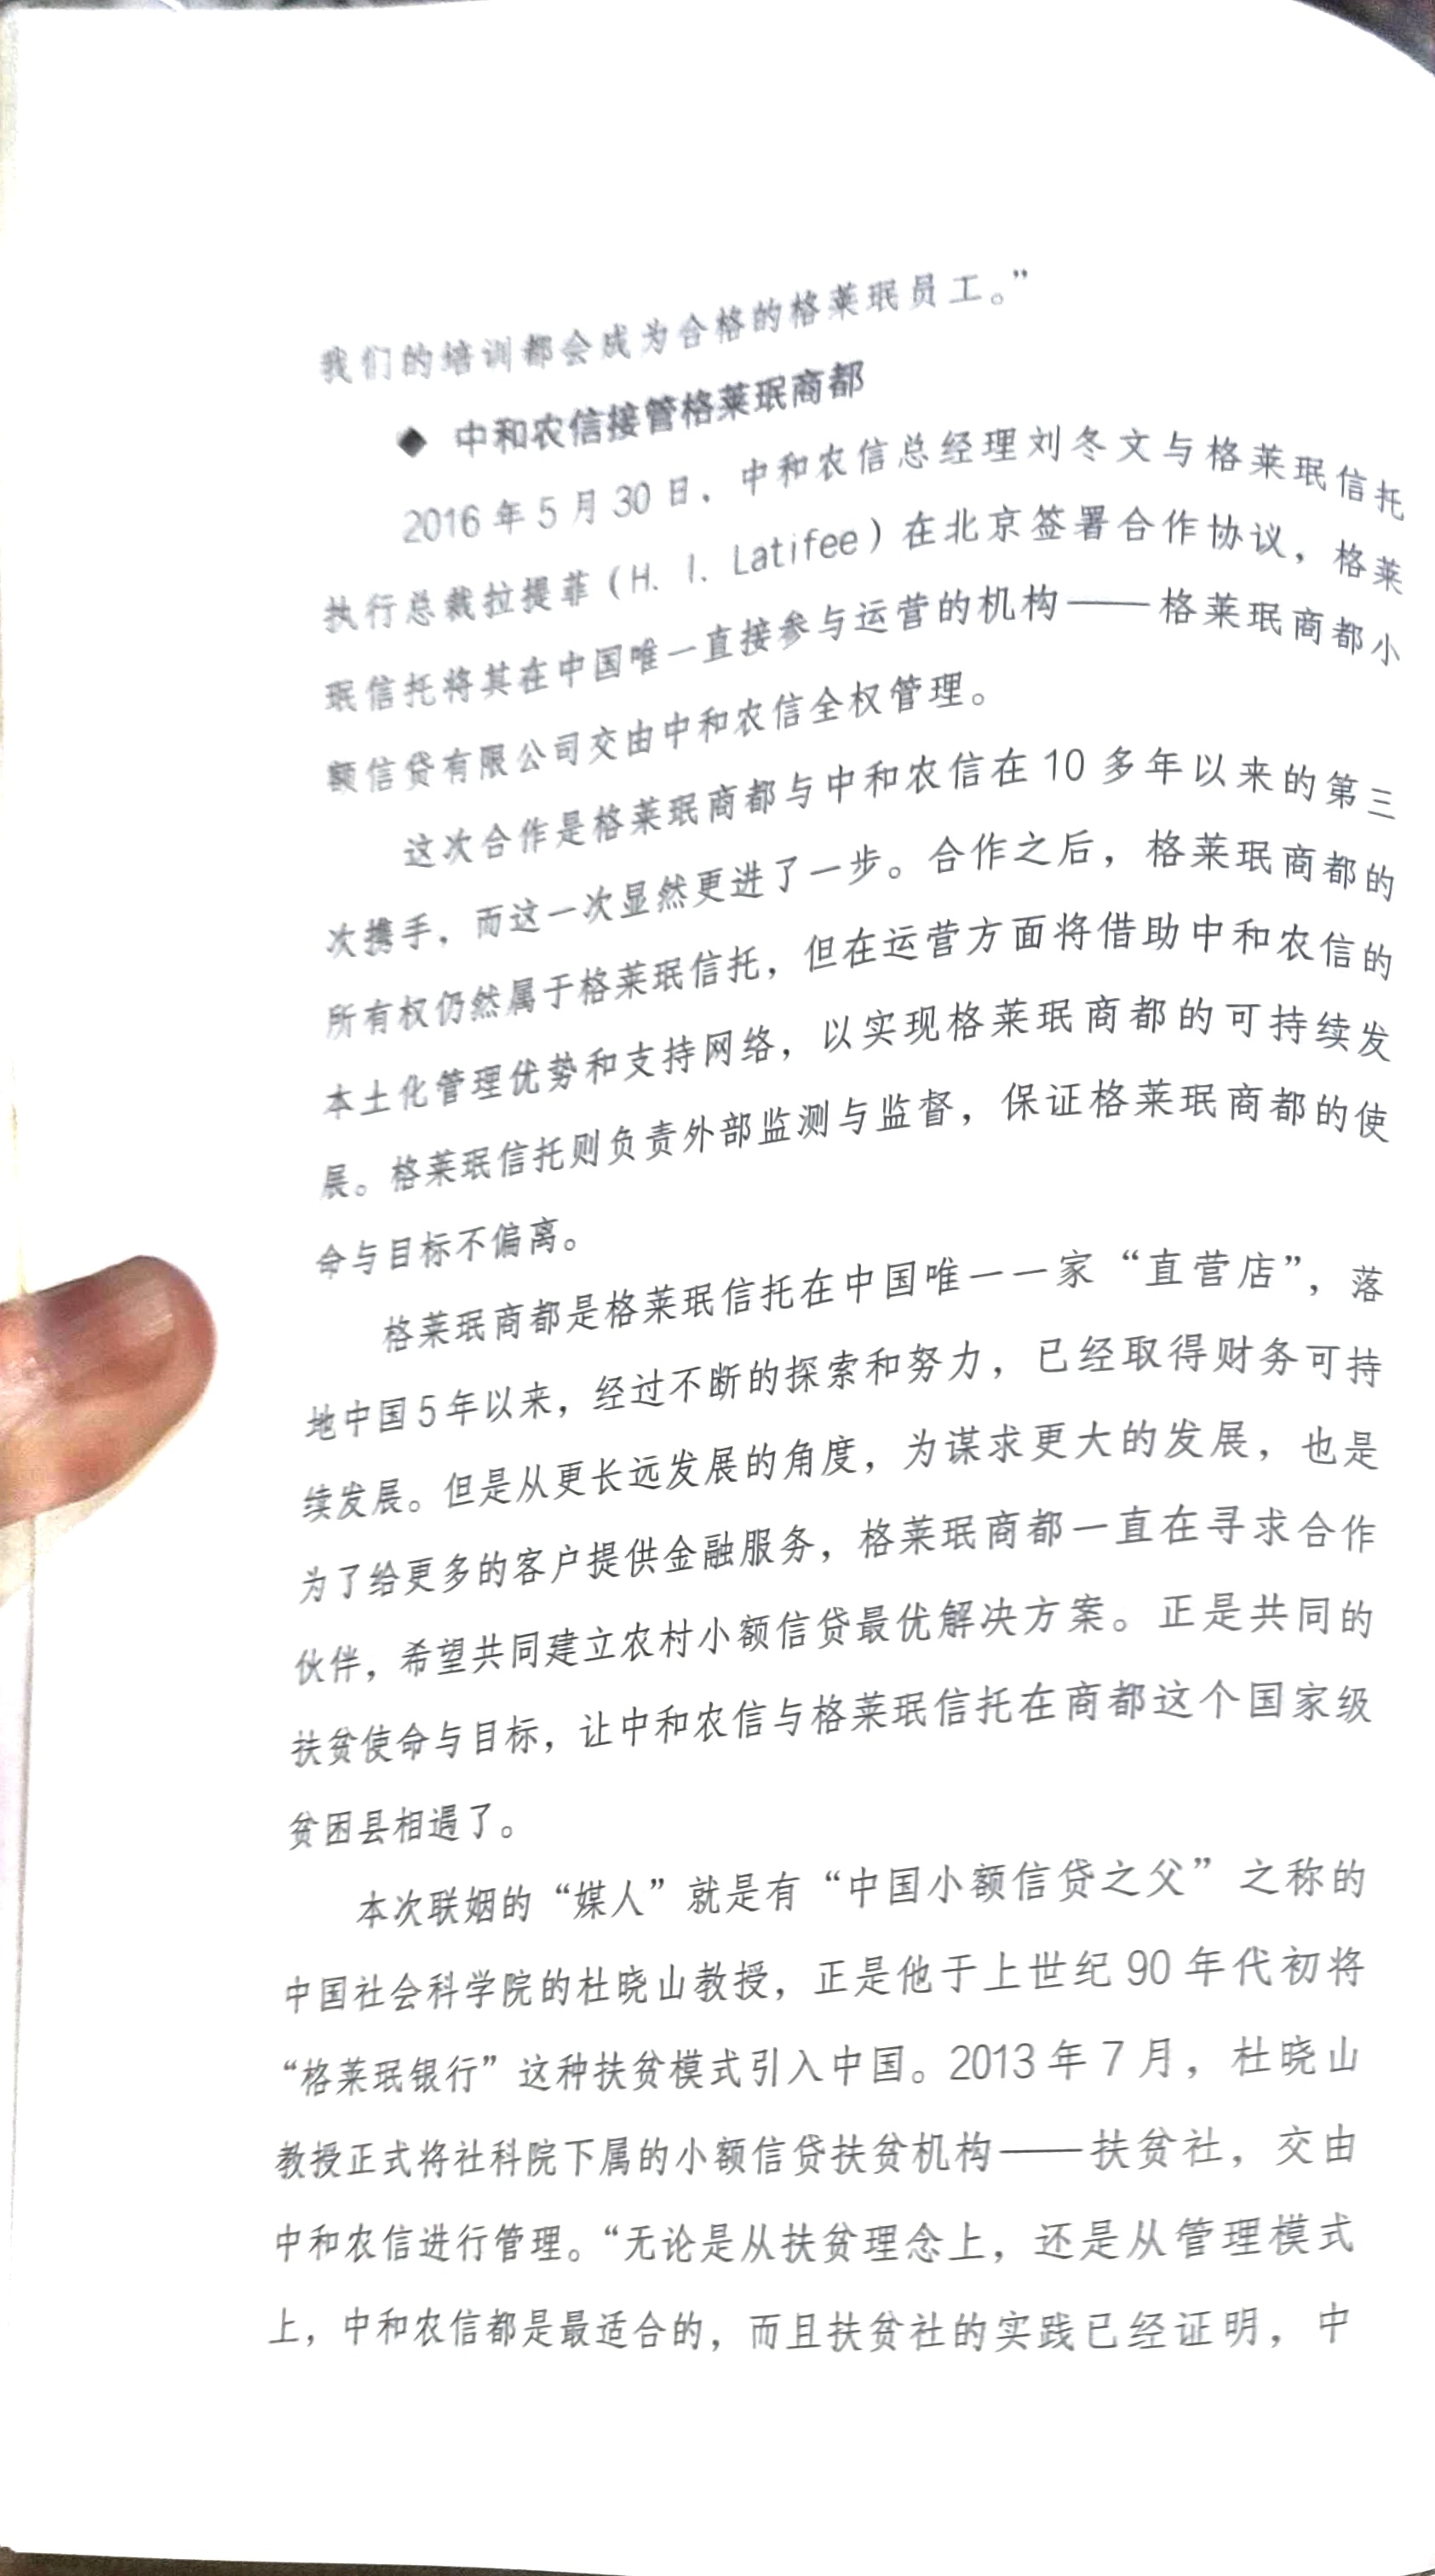 我们的培训都会成为合格的格莱珉员工。”
◆ 中和农信接管格莱珉商都
2016年5月30日，中和农信总经理刘冬文与格莱珉信托
执行总裁拉提菲（H. I. Latifee）在北京签署合作协议，格莱
珉信托将其在中国唯一直接参与运营的机构——格莱珉商都小
额信贷有限公司交由中和农信全权管理。
这次合作是格莱珉商都与中和农信在10多年以来的第三
次携手，而这一次显然更进了一步。合作之后，格莱珉商都的
所有权仍然属于格莱珉信托，但在运营方面将借助中和农信的
本土化管理优势和支持网络，以实现格莱珉商都的可持续发
展。格莱珉信托则负责外部监测与监督，保证格莱珉商都的使
命与目标不偏离。
格莱珉商都是格莱珉信托在中国唯一一家“直营店”，落
地中国5年以来，经过不断的探索和努力，已经取得财务可持
续发展。但是从更长远发展的角度，为谋求更大的发展，也是
为了给更多的客户提供金融服务，格莱珉商都一直在寻求合作
伙伴，希望共同建立农村小额信贷最优解决方案。正是共同的
扶贫使命与目标，让中和农信与格莱珉信托在商都这个国家级
贫困县相遇了。
本次联姻的“媒人”就是有“中国小额信贷之父”之称的
中国社会科学院的杜晓山教授，正是他于上世纪90年代初将
“格莱珉银行”这种扶贫模式引入中国。2013年7月，杜晓山
教授正式将社科院下属的小额信贷扶贫机构——扶贫社，交由
中和农信进行管理。“无论是从扶贫理念上，还是从管理模式
上，中和农信都是最适合的，而且扶贫社的实践已经证明，中